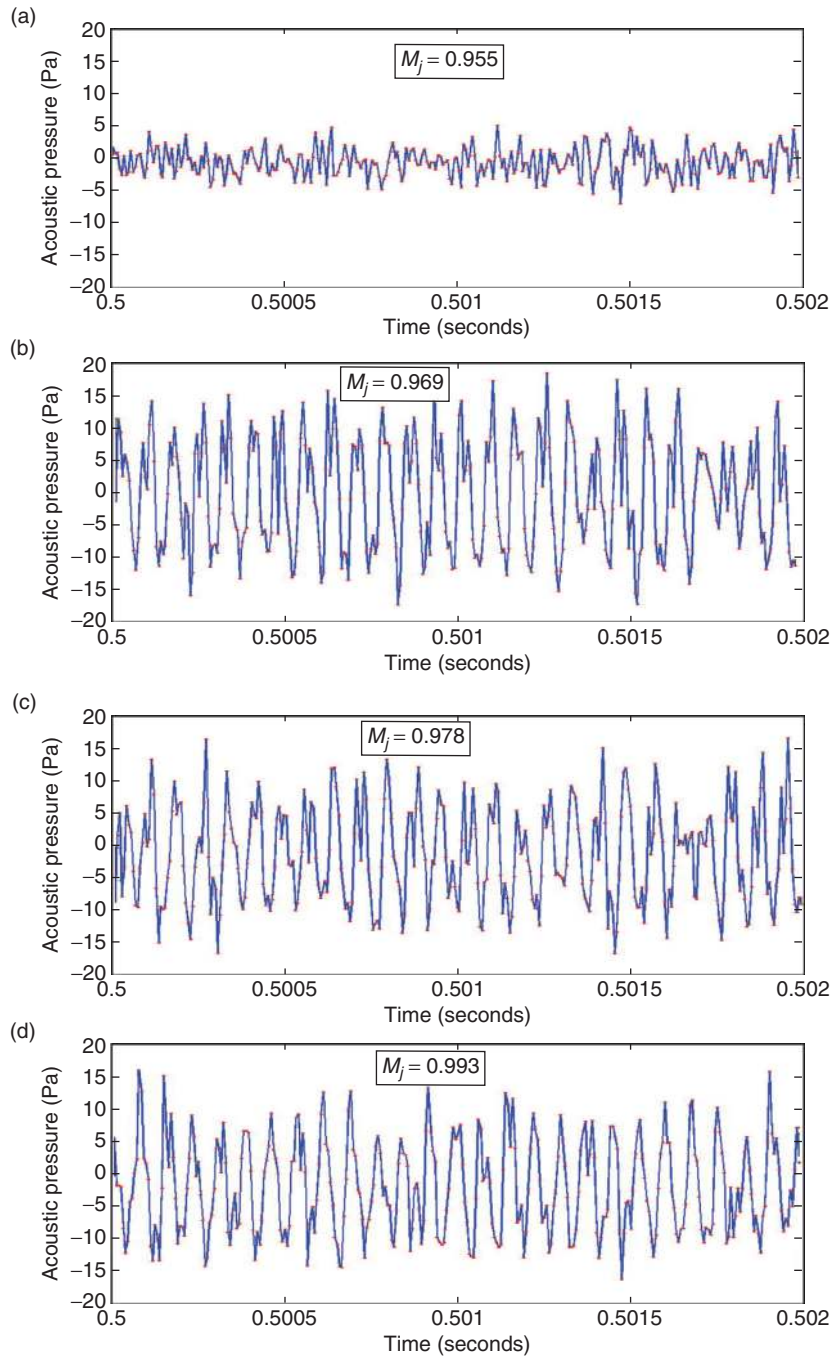 (a)
20
15
10
5
0
–5
–10
–15
–20
Acoustic pressure (Pa)
Mj = 0.955
0.5 0.5005 0.501 0.5015 0.502
Time (seconds)
(b)
20
15
10
5
0
–5
–10
–15
–20
Acoustic pressure (Pa)
Mj = 0.969
0.5 0.5005 0.501 0.5015 0.502
Time (seconds)
(c)
20
15
10
5
0
–5
–10
–15
–20
Acoustic pressure (Pa)
Mj = 0.978
0.5 0.5005 0.501 0.5015 0.502
Time (seconds)
(d)
20
15
10
5
0
–5
–10
–15
–20
Acoustic pressure (Pa)
Mj = 0.993
0.5 0.5005 0.501 0.5015 0.502
Time (seconds)